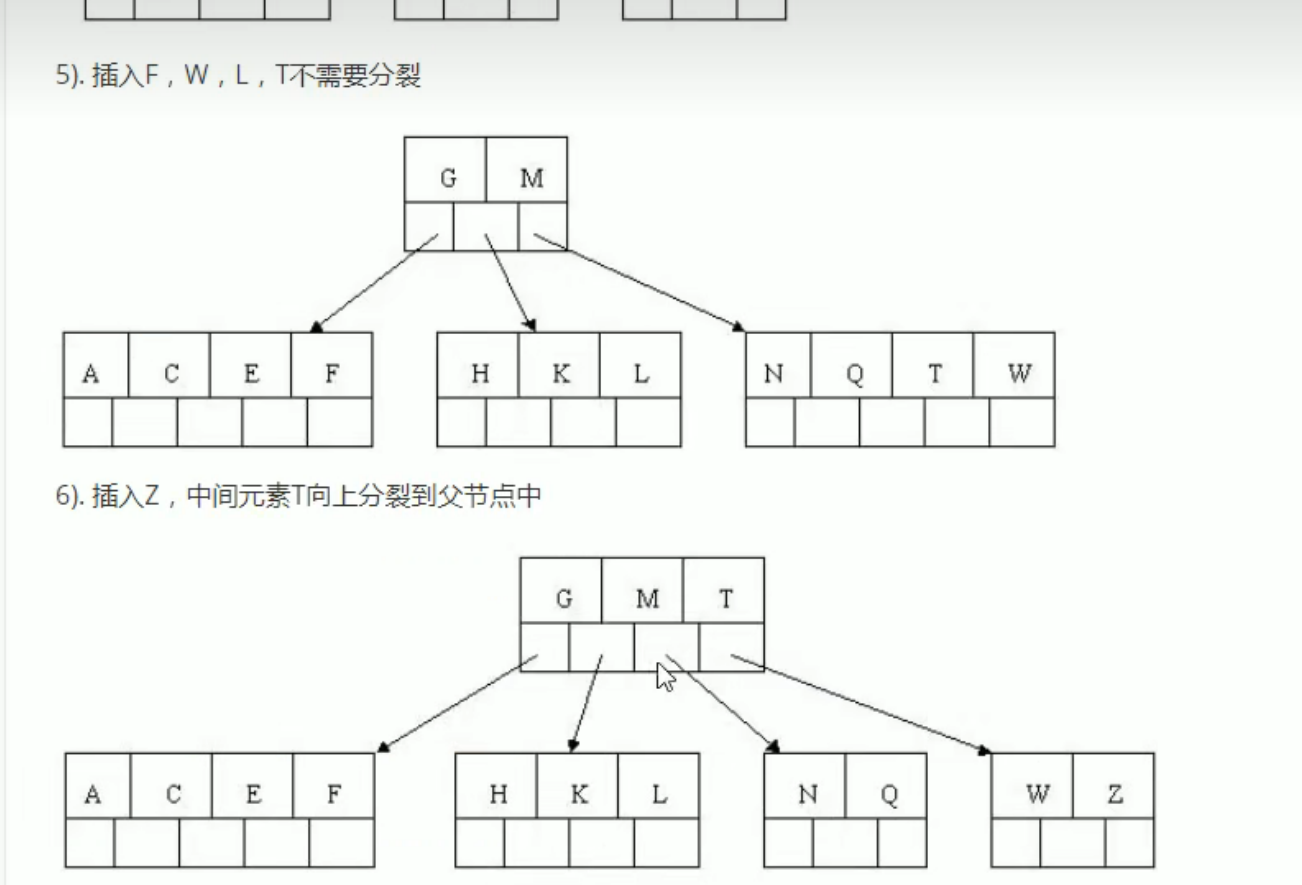 5). 插入F，W，L，T不需要分裂
G M
A C E F H K L N Q T W
6). 插入Z，中间元素T向上分裂到父节点中
G M T
A C E F H K L N Q W Z